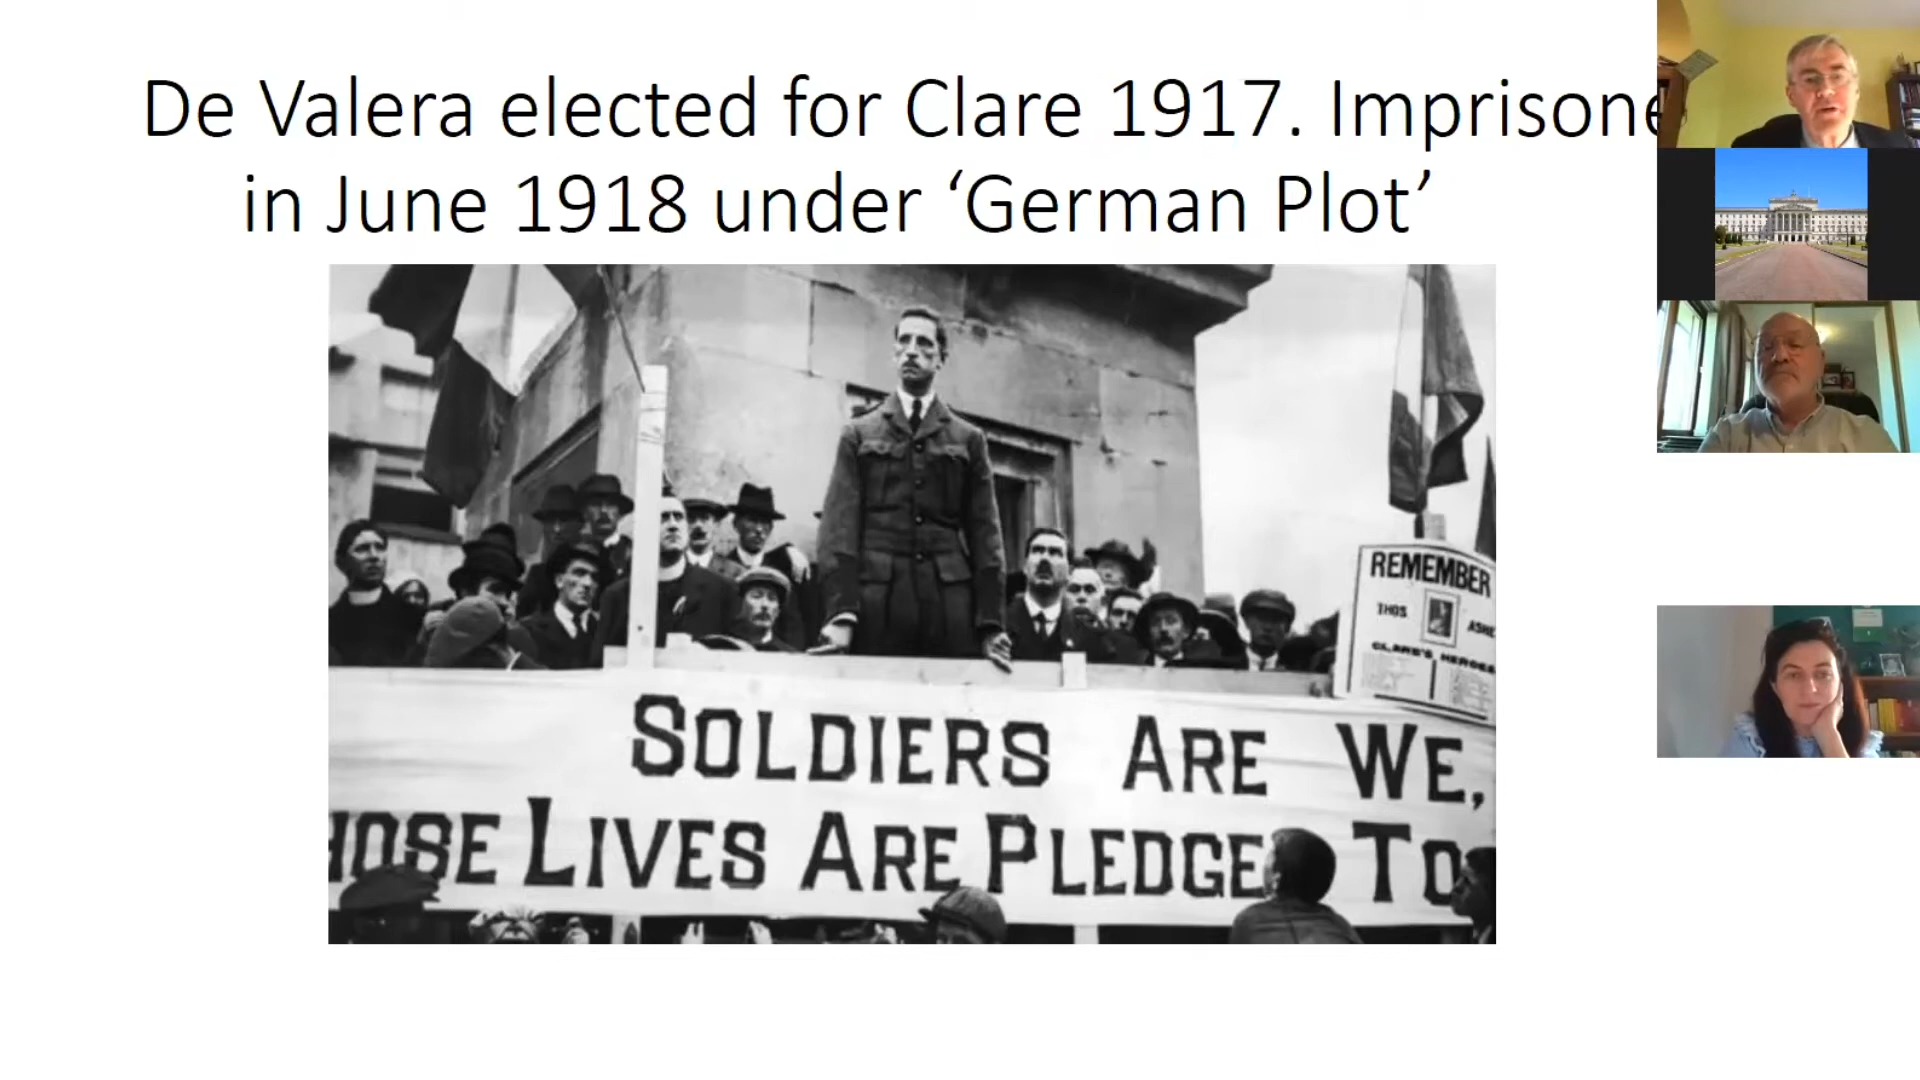 De Valera elected for Clare 1917. Imprisone
in June 1918 under ‘German Plot’
REMEMBER
THOS ASHE
CLARE'S HEROES
SOLDIERS ARE WE,
HOSE LIVES ARE PLEDGE TO